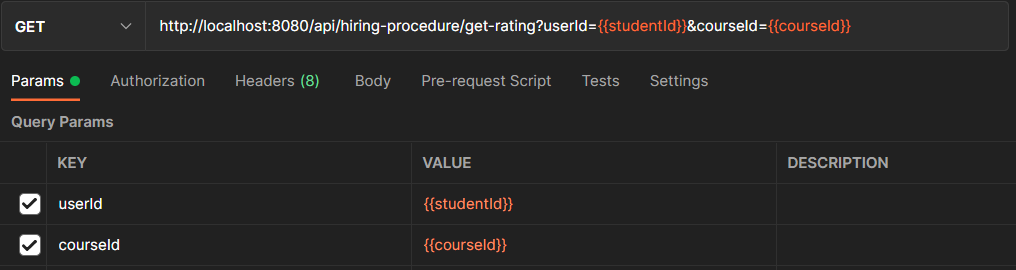 GET http://localhost:8080/api/hiring-procedure/get-rating?userId={{studentId}}&courseId={{courseId}}
Params Authorization Headers (8) Body Pre-request Script Tests Settings
Query Params
KEY VALUE DESCRIPTION
userId {{studentId}}
courseId {{courseId}}